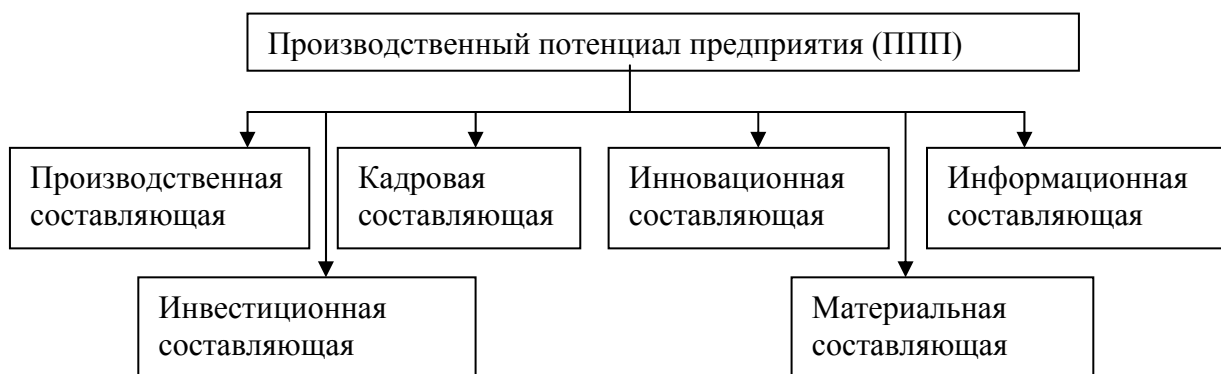 Производственный потенциал предприятия (ППП)
Производственная
составляющая
Кадровая
составляющая
Инновационная
составляющая
Информационная
составляющая
Инвестиционная
составляющая
Материальная
составляющая